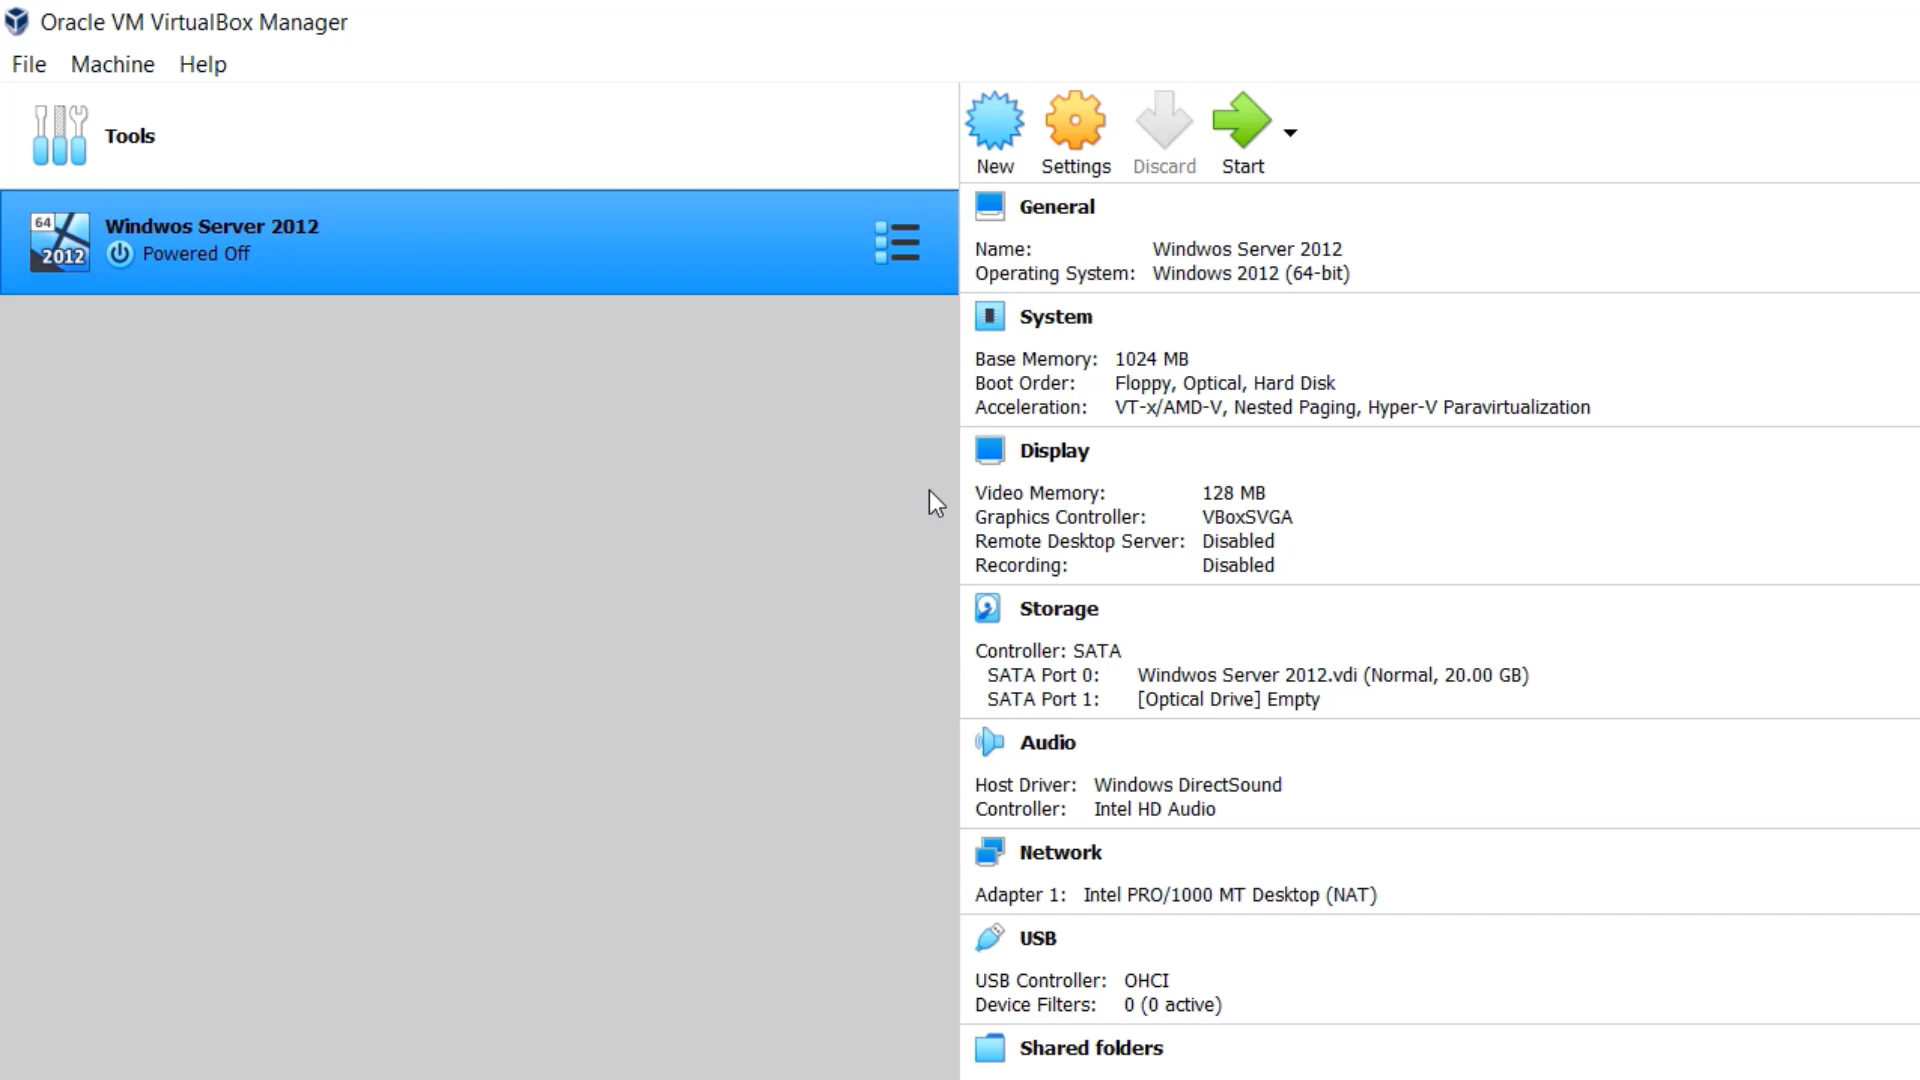 Oracle VM VirtualBox Manager
File Machine Help
Tools
64
2012
Windwos Server 2012
Powered Off
New Settings Discard Start
General
Name: Windwos Server 2012
Operating System: Windows 2012 (64-bit)
System
Base Memory: 1024 MB
Boot Order: Floppy, Optical, Hard Disk
Acceleration: VT-x/AMD-V, Nested Paging, Hyper-V Paravirtualization
Display
Video Memory: 128 MB
Graphics Controller: VBoxSVGA
Remote Desktop Server: Disabled
Recording: Disabled
Storage
Controller: SATA
SATA Port 0: Windwos Server 2012.vdi (Normal, 20.00 GB)
SATA Port 1: [Optical Drive] Empty
Audio
Host Driver: Windows DirectSound
Controller: Intel HD Audio
Network
Adapter 1: Intel PRO/1000 MT Desktop (NAT)
USB
USB Controller: OHCI
Device Filters: 0 (0 active)
Shared folders